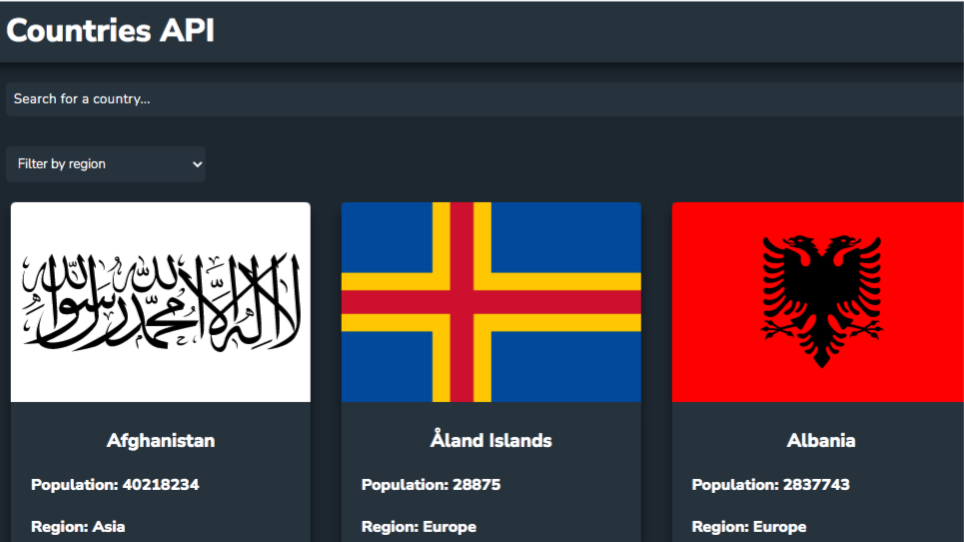 Countries API
Search for a country...
Filter by region
لا إله إلا الله محمد رسول الله
Afghanistan
Åland Islands
Albania
Population: 40218234
Population: 28875
Population: 2837743
Region: Asia
Region: Europe
Region: Europe